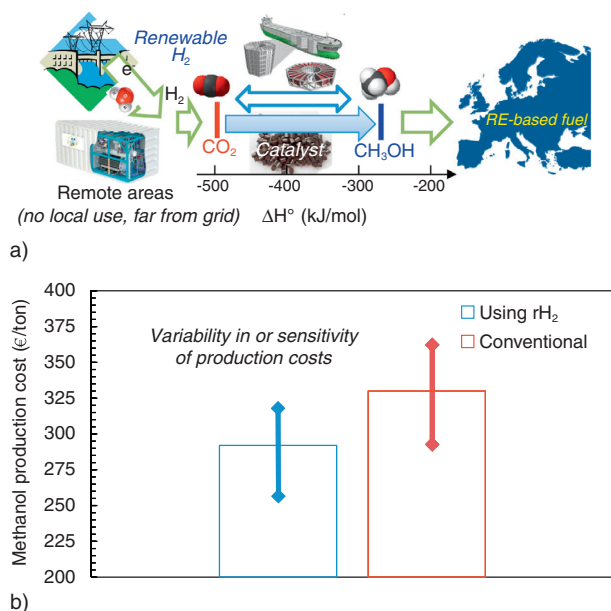 a)
Renewable
H₂
e⁻
H₂
CO₂
Catalyst
CH₃OH
RE-based fuel
Remote areas
(no local use, far from grid)
-500
-400
-300
-200
ΔH° (kJ/mol)
a)
400
375
350
325
300
275
250
225
200
Methanol production cost (€/ton)
Variability in or sensitivity
of production costs
Using rH₂
Conventional
b)